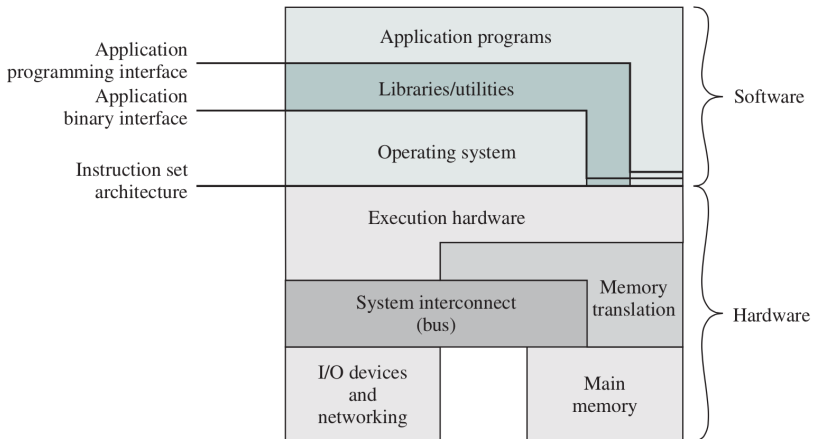 Application programs
Application
programming interface
Libraries/utilities
Application
binary interface
Software
Operating system
Instruction set
architecture
Execution hardware
Memory
translation
System interconnect
(bus)
Hardware
I/O devices
and
networking
Main
memory